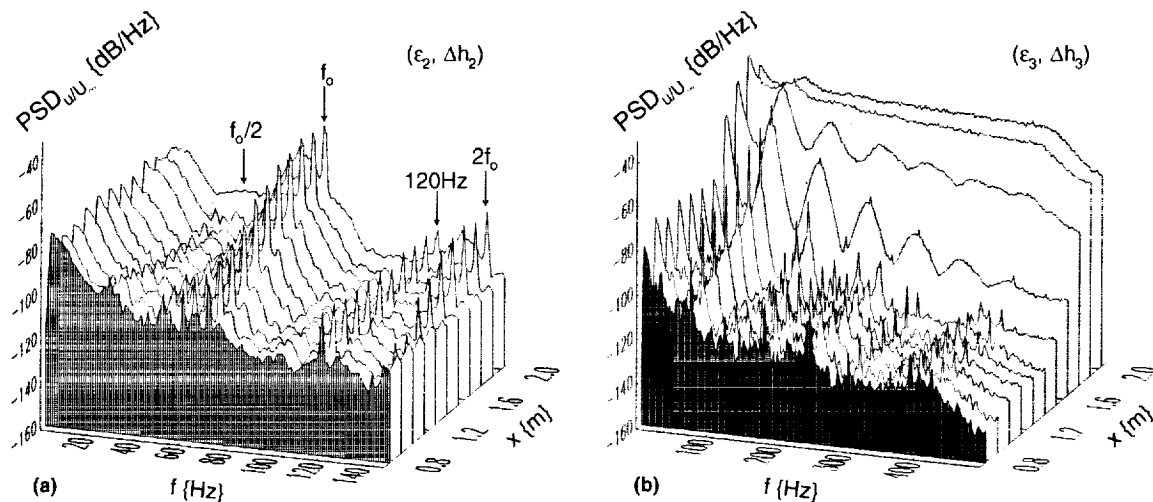 PSD u/U∞ {dB/Hz}
(ε₂, Δh₂)
f₀
f₀/2
2f₀
120Hz
-40
-60
-80
-100
-120
-140
-160
20
40
60
80
100
120
140
f {Hz}
0.8
1.2
1.6
2.0
x {m}
(a)
PSD u/U∞ {dB/Hz}
(ε₃, Δh₃)
-40
-60
-80
-100
-120
-140
-160
100
200
300
400
f {Hz}
0.8
1.2
1.6
2.0
x {m}
(b)